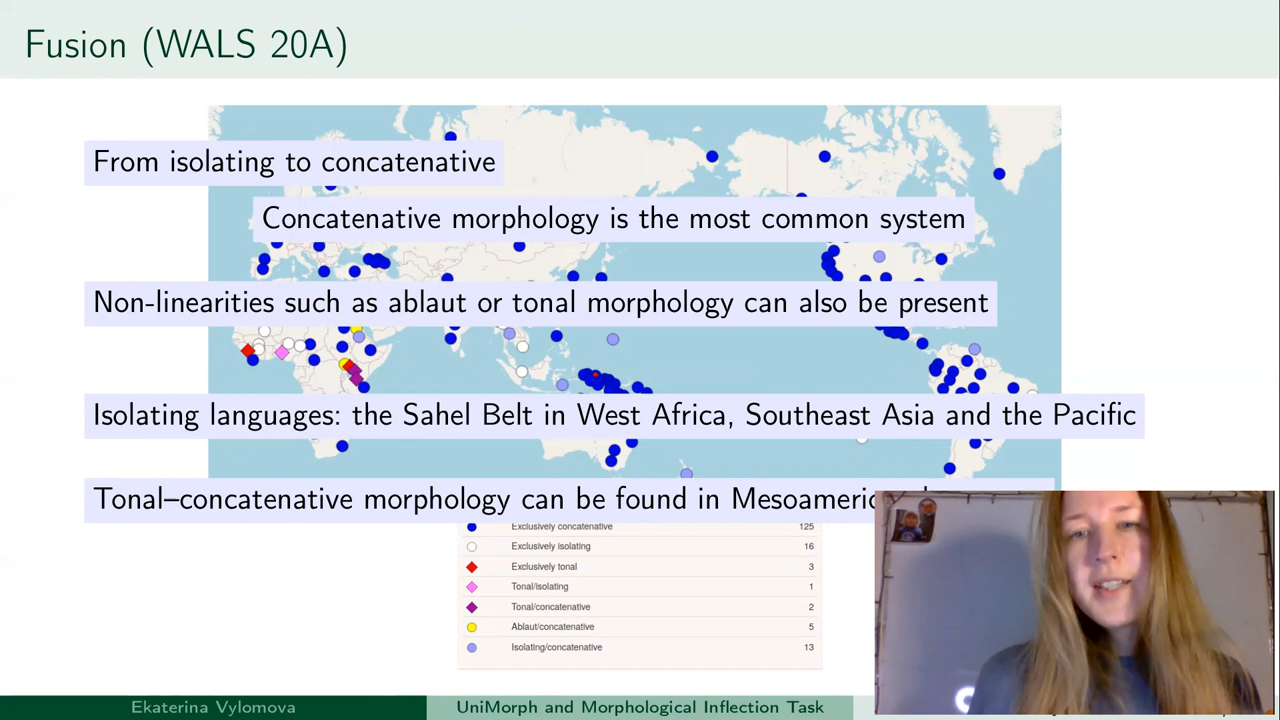 Fusion (WALS 20A)
From isolating to concatenative
Concatenative morphology is the most common system
Non-linearities such as ablaut or tonal morphology can also be present
Isolating languages: the Sahel Belt in West Africa, Southeast Asia and the Pacific
Tonal–concatenative morphology can be found in
Exclusively concatenative 125
Exclusively isolating 16
Exclusively tonal 3
Tonal/isolating 1
Tonal/concatenative 2
Ablaut/concatenative 5
Isolating/concatenative 13
Ekaterina Vylomova UniMorph and Morphological Inflection Task